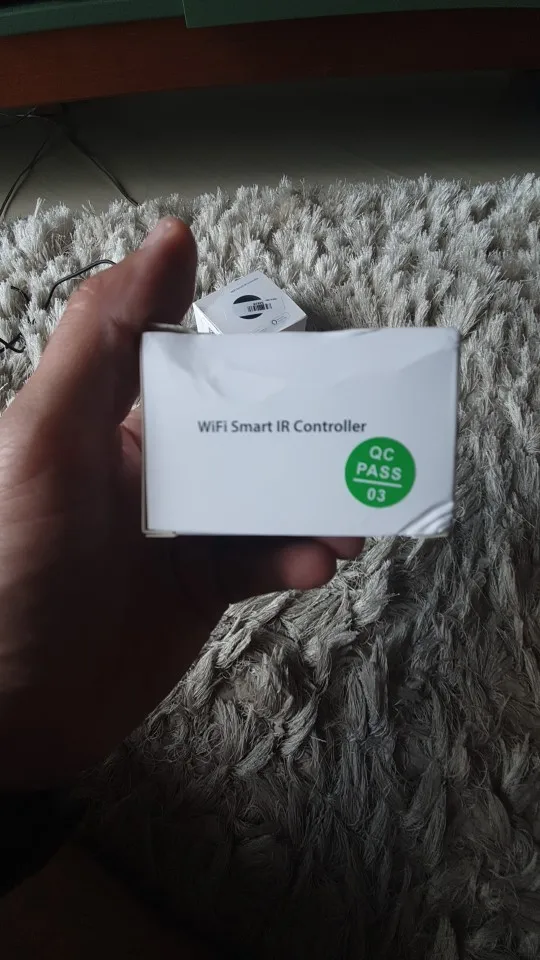 WiFi Smart IR Controller
QC
PASS
03